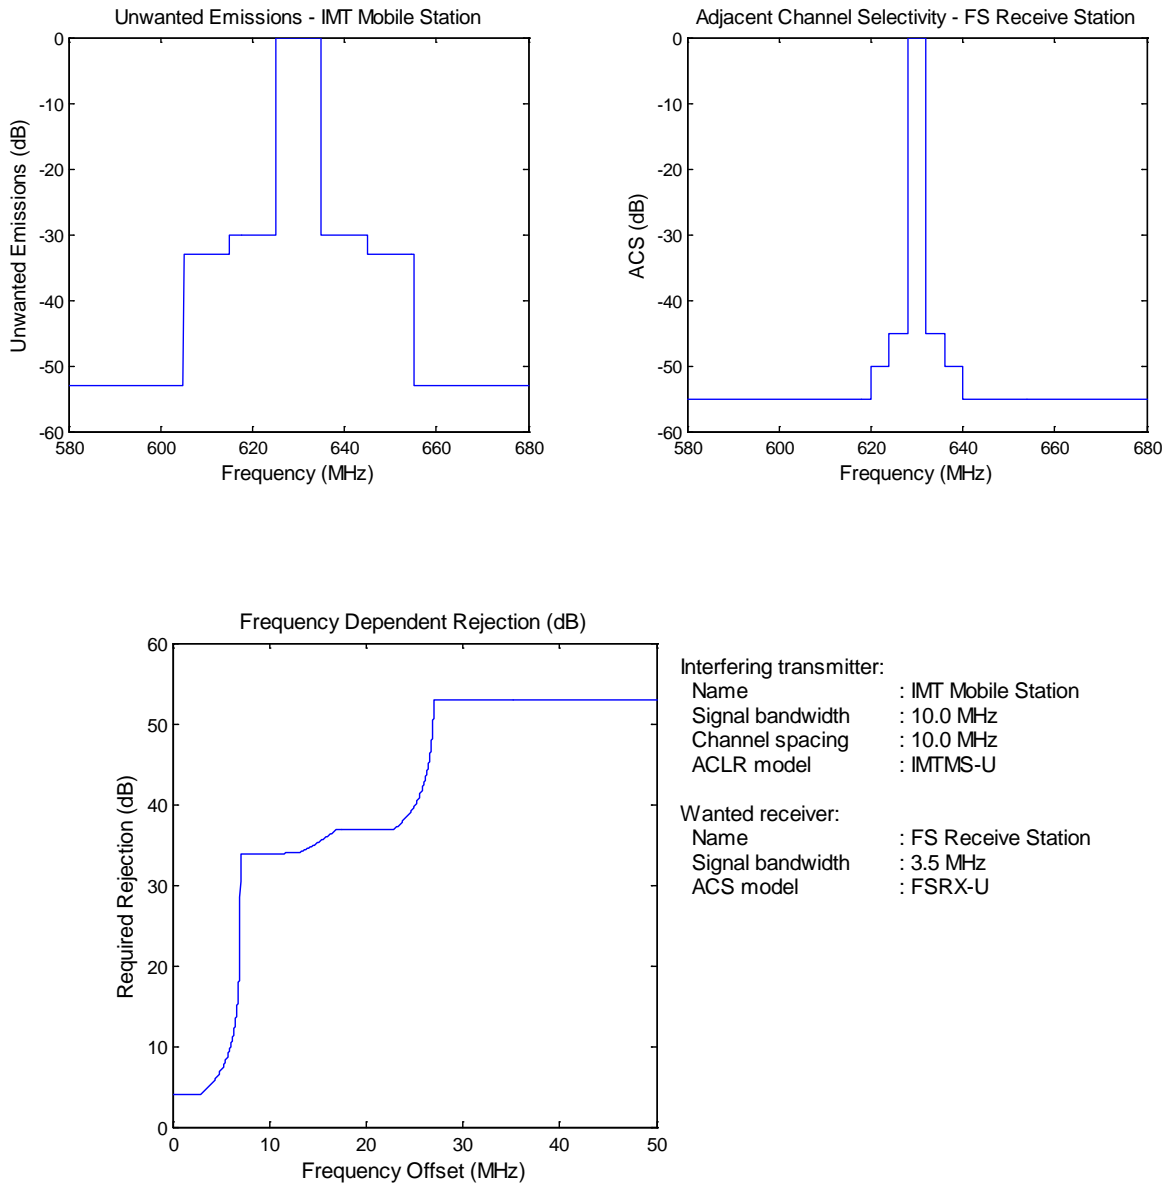 Unwanted Emissions - IMT Mobile Station
Unwanted Emissions (dB)
0
-10
-20
-30
-40
-50
-60
580 600 620 640 660 680
Frequency (MHz)
Adjacent Channel Selectivity - FS Receive Station
ACS (dB)
0
-10
-20
-30
-40
-50
-60
580 600 620 640 660 680
Frequency (MHz)
Frequency Dependent Rejection (dB)
Required Rejection (dB)
60
50
40
30
20
10
0
0 10 20 30 40 50
Frequency Offset (MHz)
Interfering transmitter:
Name : IMT Mobile Station
Signal bandwidth : 10.0 MHz
Channel spacing : 10.0 MHz
ACLR model : IMTMS-U
Wanted receiver:
Name : FS Receive Station
Signal bandwidth : 3.5 MHz
ACS model : FSRX-U